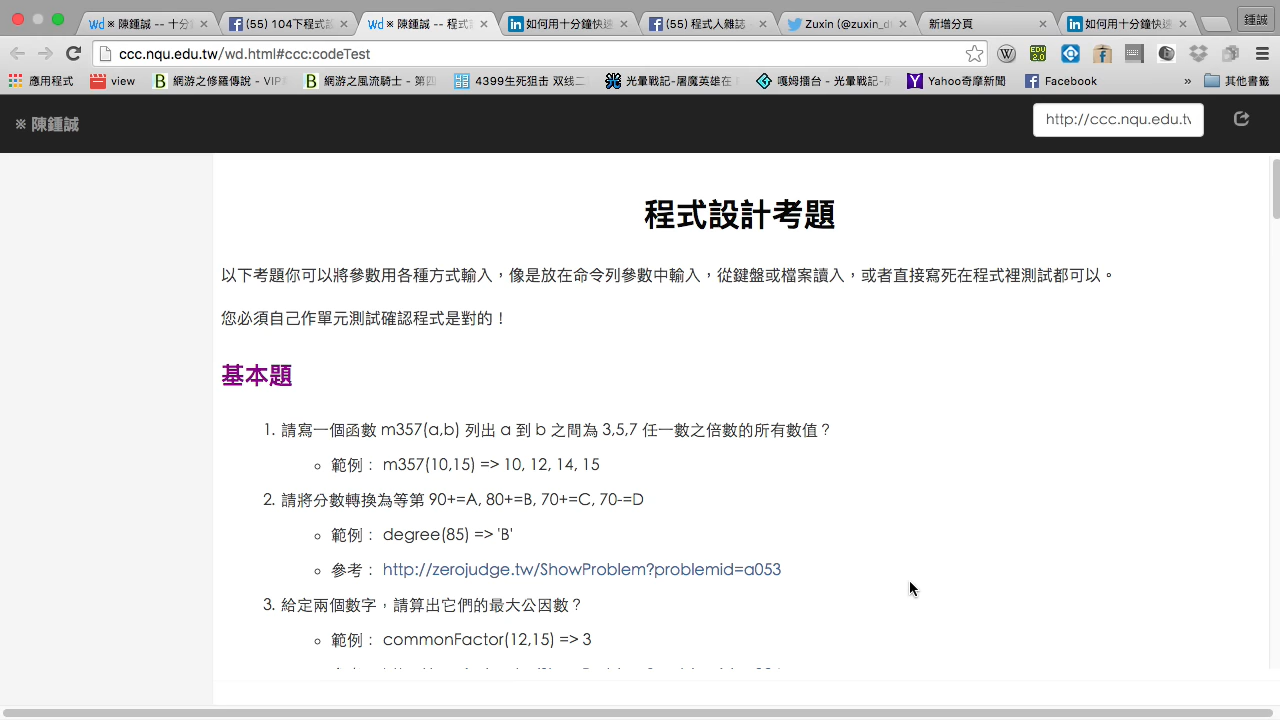 ※ 陳鍾誠 -- 十分
(55) 104下程式設
※ 陳鍾誠 -- 程式
如何用十分鐘快速
(55) 程式人雜誌
Zuxin (@zuxin_d
新增分頁
如何用十分鐘快速
鍾誠
ccc.nqu.edu.tw/wd.html#ccc:codeTest
應用程式
view
網游之修羅傳說 - VIP
網游之風流騎士 - 第四
4399生死狙击 双线二
光暈戰記-屠魔英雄在
嘎姆擂台 - 光暈戰記-
Yahoo奇摩新聞
Facebook
»
其他書籤
※ 陳鍾誠
http://ccc.nqu.edu.tv
程式設計考題
以下考題你可以將參數用各種方式輸入，像是放在命令列參數中輸入，從鍵盤或檔案讀入，或者直接寫死在程式裡測試都可以。
您必須自己作單元測試確認程式是對的！
基本題
1. 請寫一個函數 m357(a,b) 列出 a 到 b 之間為 3,5,7 任一數之倍數的所有數值？
範例： m357(10,15) => 10, 12, 14, 15
2. 請將分數轉換為等第 90+=A, 80+=B, 70+=C, 70-=D
範例： degree(85) => 'B'
參考： http://zerojudge.tw/ShowProblem?problemid=a053
3. 給定兩個數字，請算出它們的最大公因數？
範例： commonFactor(12,15) => 3